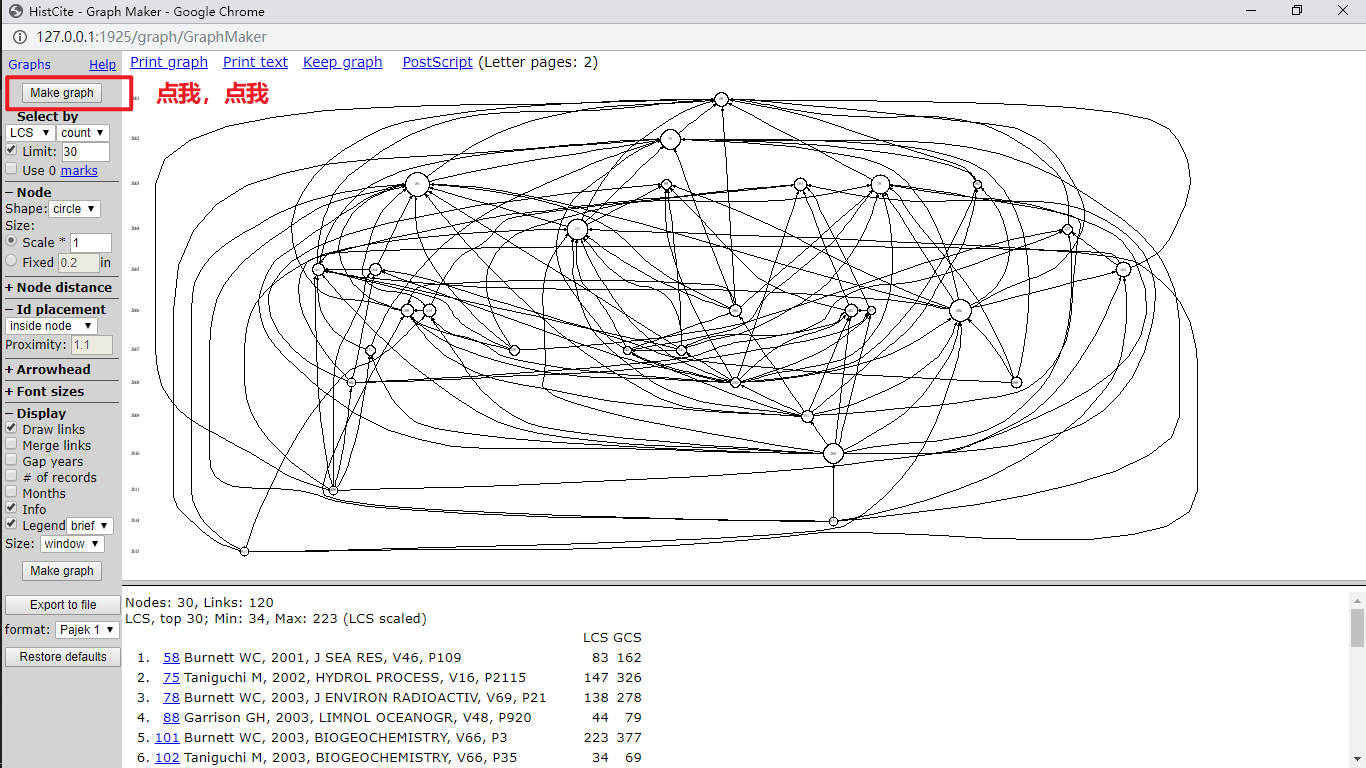 HistCite - Graph Maker - Google Chrome
127.0.0.1:1925/graph/GraphMaker
Graphs Help
Print graph Print text Keep graph PostScript (Letter pages: 2)
Make graph
点我，点我
Select by
LCS count
Limit: 30
Use 0 marks
− Node
Shape: circle
Size:
Scale * 1
Fixed 0.2 in
+ Node distance
− Id placement
inside node
Proximity: 1.1
+ Arrowhead
+ Font sizes
− Display
Draw links
Merge links
Gap years
# of records
Months
Info
Legend brief
Size: window
Make graph
Export to file
format: Pajek 1
Restore defaults
Nodes: 30, Links: 120
LCS, top 30; Min: 34, Max: 223 (LCS scaled)
LCS GCS
1. 58 Burnett WC, 2001, J SEA RES, V46, P109 83 162
2. 75 Taniguchi M, 2002, HYDROL PROCESS, V16, P2115 147 326
3. 78 Burnett WC, 2003, J ENVIRON RADIOACTIV, V69, P21 138 278
4. 88 Garrison GH, 2003, LIMNOL OCEANOGR, V48, P920 44 79
5. 101 Burnett WC, 2003, BIOGEOCHEMISTRY, V66, P3 223 377
6. 102 Taniguchi M, 2003, BIOGEOCHEMISTRY, V66, P35 34 69